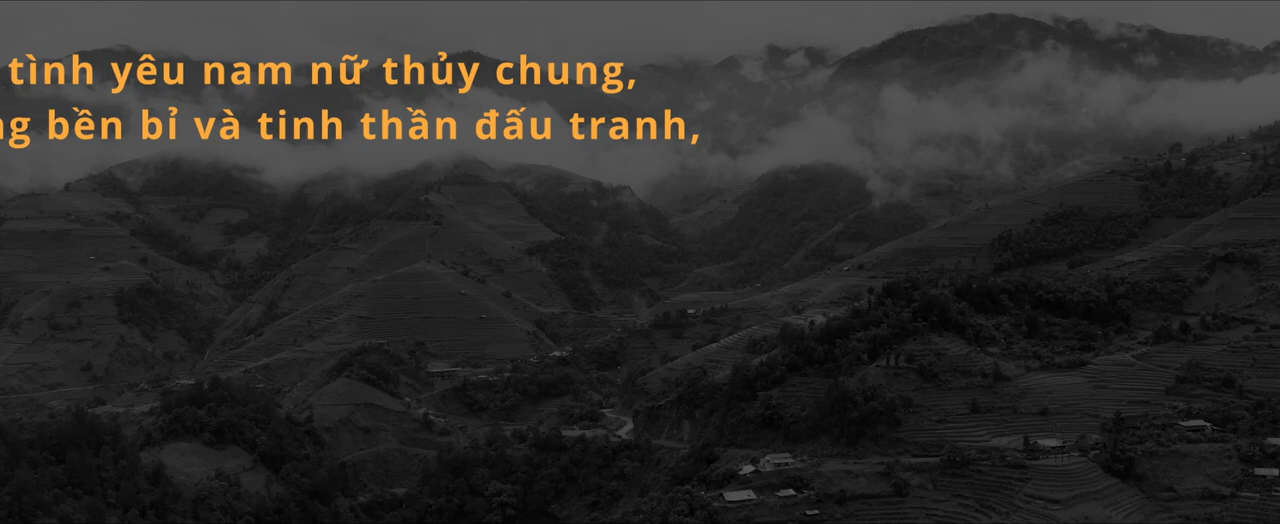 tình yêu nam nữ thủy chung,
bền bỉ và tinh thần đấu tranh,